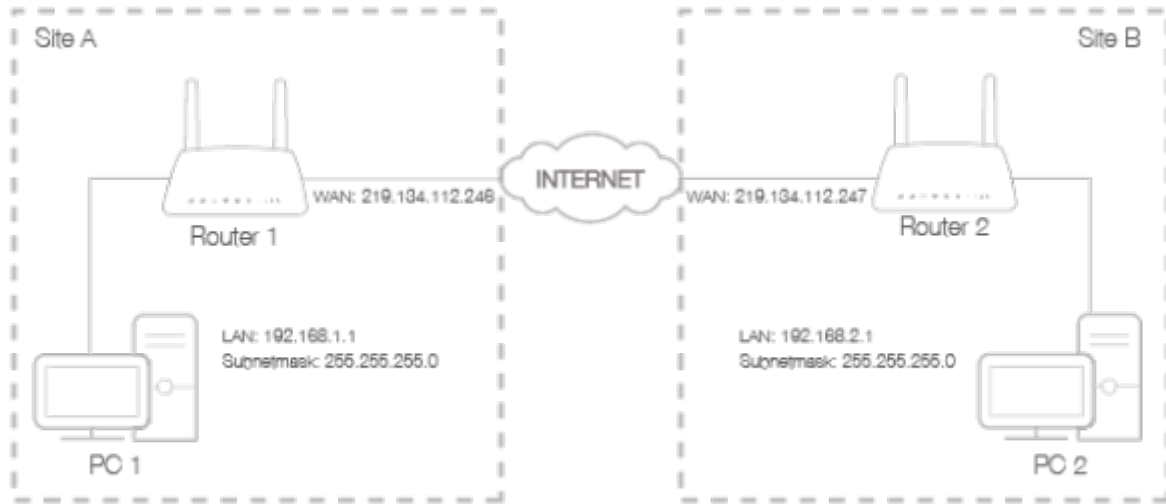 Site A
Site B
INTERNET
WAN: 219.134.112.246
WAN: 219.134.112.247
Router 1
Router 2
LAN: 192.168.1.1
Subnetmask: 255.255.255.0
LAN: 192.168.2.1
Subnetmask: 255.255.255.0
PC 1
PC 2